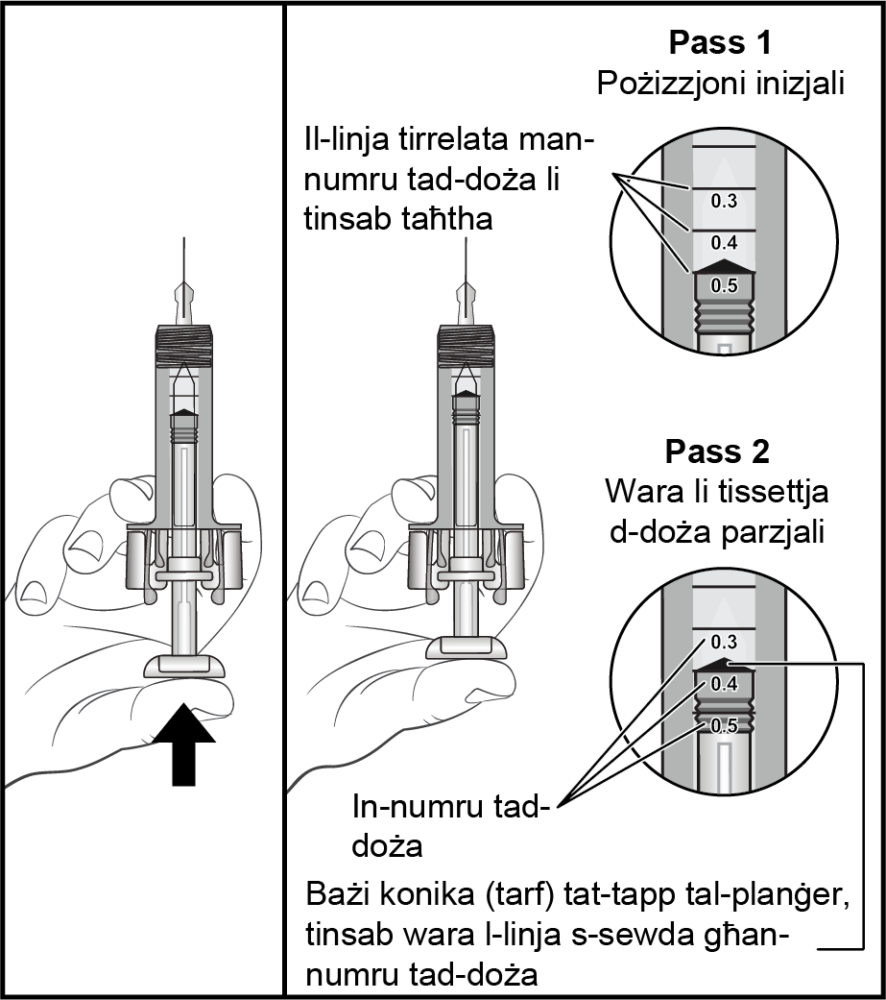 Pass 1
Pożizzjoni inizjali
Il-linja tirrelata man-
numru tad-doża li
tinsab taħtha
0.3
0.4
0.5
Pass 2
Wara li tissettja
d-doża parzjali
0.3
0.4
0.5
In-numru tad-
doża
Bażi konika (tarf) tat-tapp tal-planġer,
tinsab wara l-linja s-sewda għan-
numru tad-doża